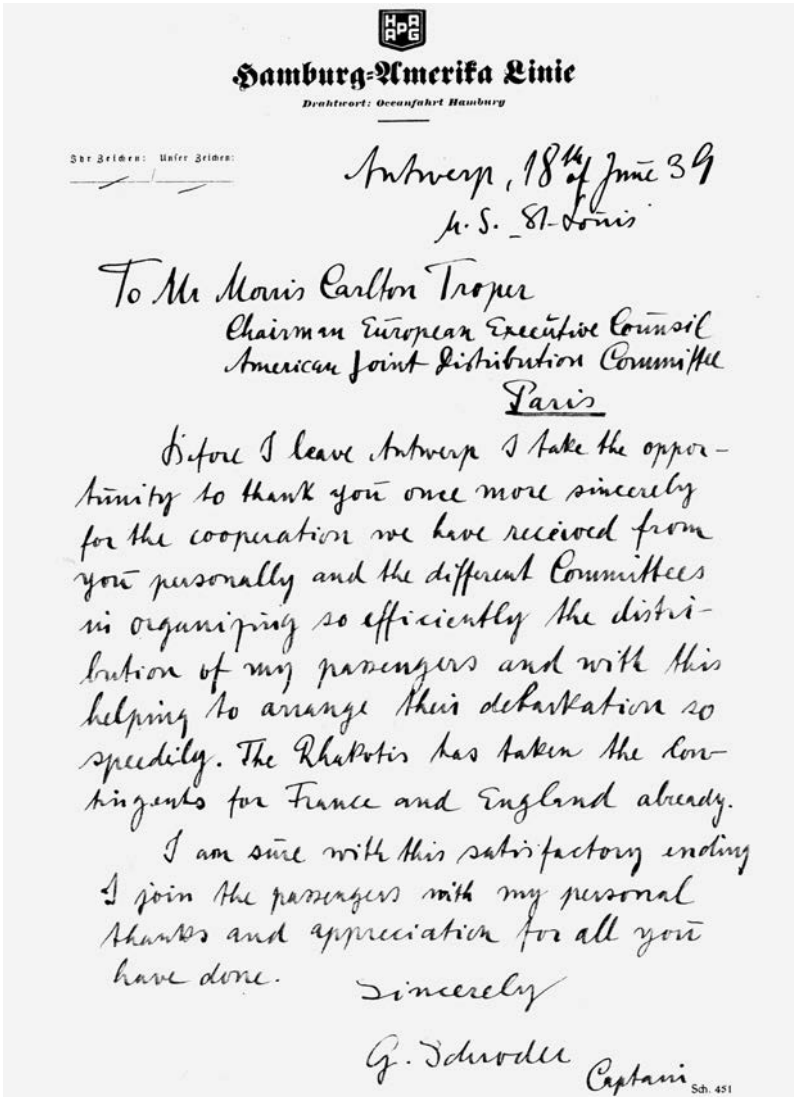 HAPAG
Hamburg-Amerika Linie
Drahtwort: Oceanfahrt Hamburg
Ihr Zeichen: Unser Zeichen:
Antwerp, 18th of June 39
M.S. St. Louis
To Mr Morris Carlton Troper
Chairman European Executive Counsil
American Joint Distribution Committee
Paris
Before I leave Antwerp I take the oppor-
tunity to thank you once more sincerely
for the cooperation we have received from
you personally and the different Committees
in organizing so efficiently the distri-
bution of my passengers and with this
helping to arrange their debarkation so
speedily. The Rhakotis has taken the con-
tingents for France and England already.
I am sure with this satisfactory ending
I join the passengers with my personal
thanks and appreciation for all you
have done.
Sincerely
G. Schroder
Captain
Sch. 451